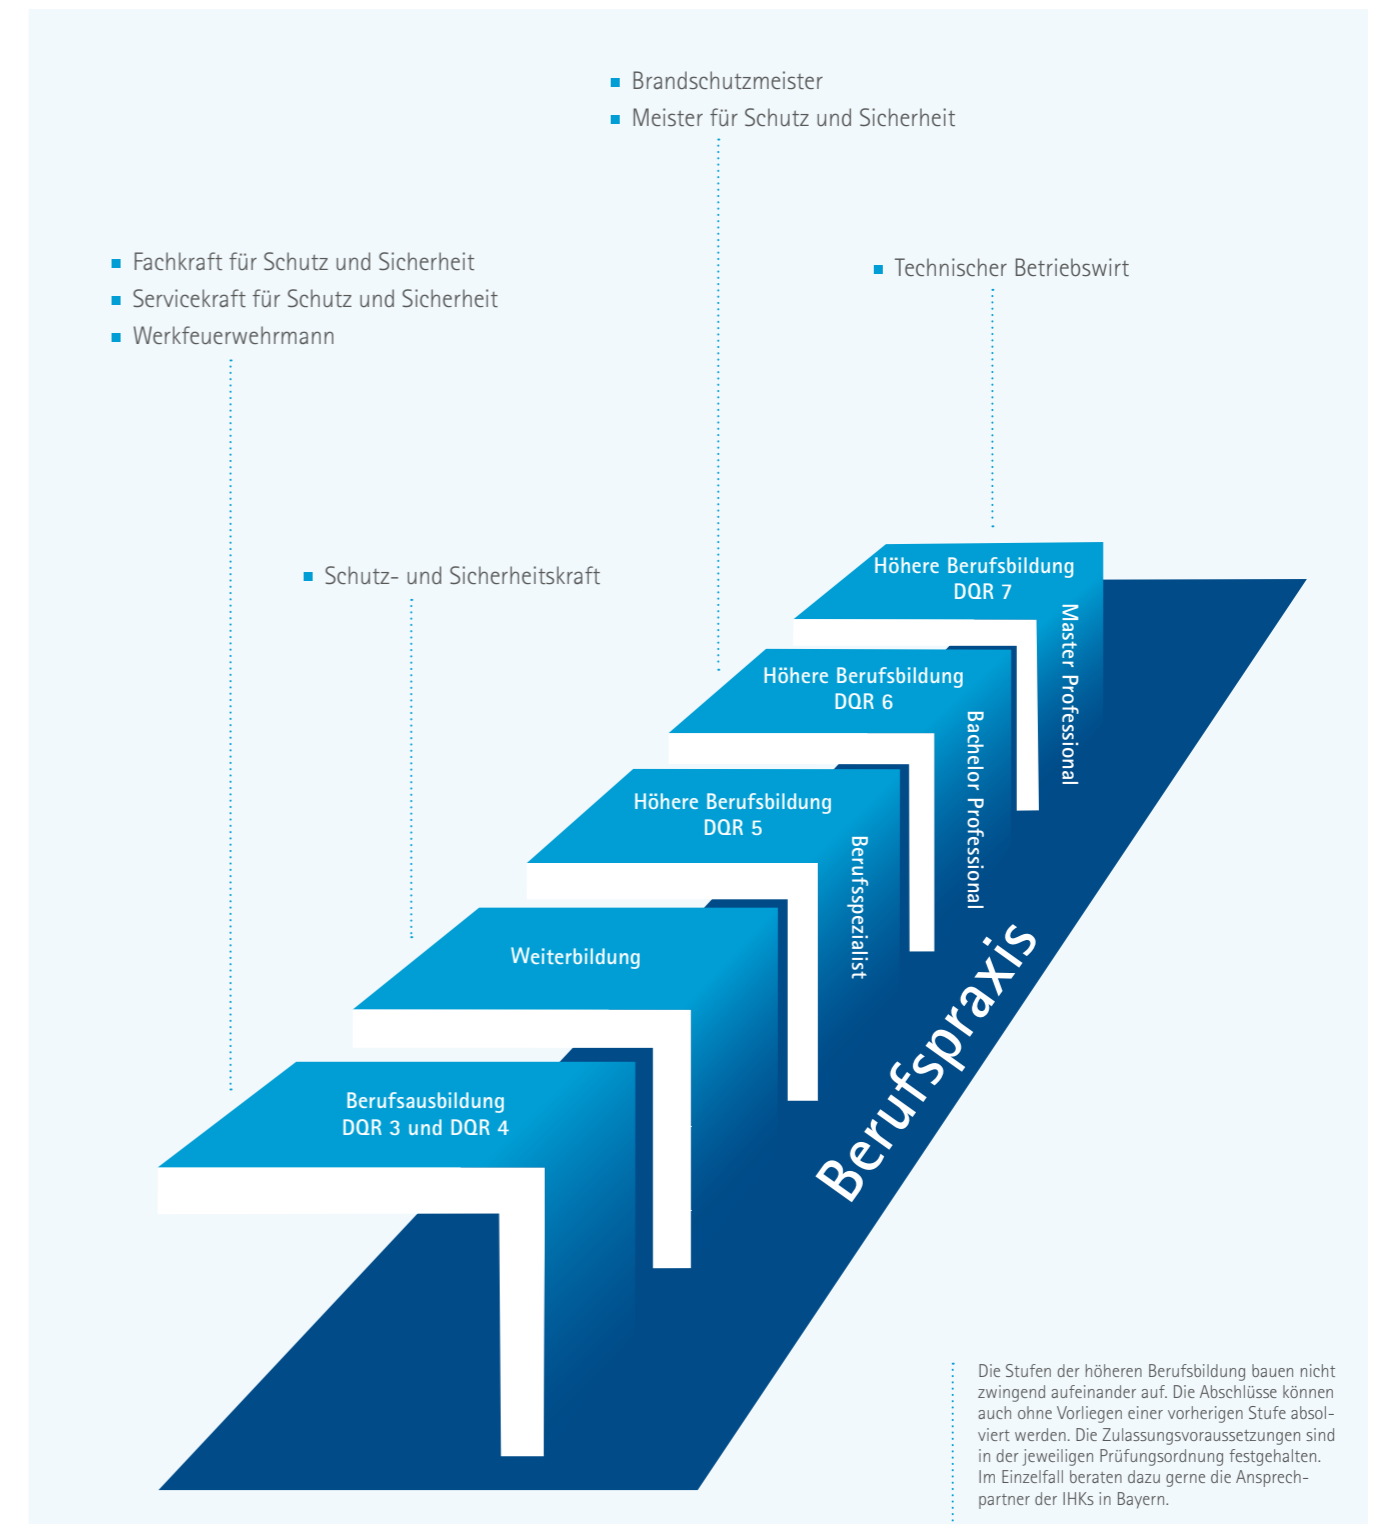 Brandschutzmeister
Meister für Schutz und Sicherheit
Fachkraft für Schutz und Sicherheit
Servicekraft für Schutz und Sicherheit
Werkfeuerwehrmann
Technischer Betriebswirt
Schutz- und Sicherheitskraft
Höhere Berufsbildung
DQR 7
Master Professional
Höhere Berufsbildung
DQR 6
Bachelor Professional
Höhere Berufsbildung
DQR 5
Berufsspezialist
Weiterbildung
Berufsausbildung
DQR 3 und DQR 4
Berufspraxis
Die Stufen der höheren Berufsbildung bauen nicht
zwingend aufeinander auf. Die Abschlüsse können
auch ohne Vorliegen einer vorherigen Stufe absol-
viert werden. Die Zulassungsvoraussetzungen sind
in der jeweiligen Prüfungsordnung festgehalten.
Im Einzelfall beraten dazu gerne die Ansprech-
partner der IHKs in Bayern.